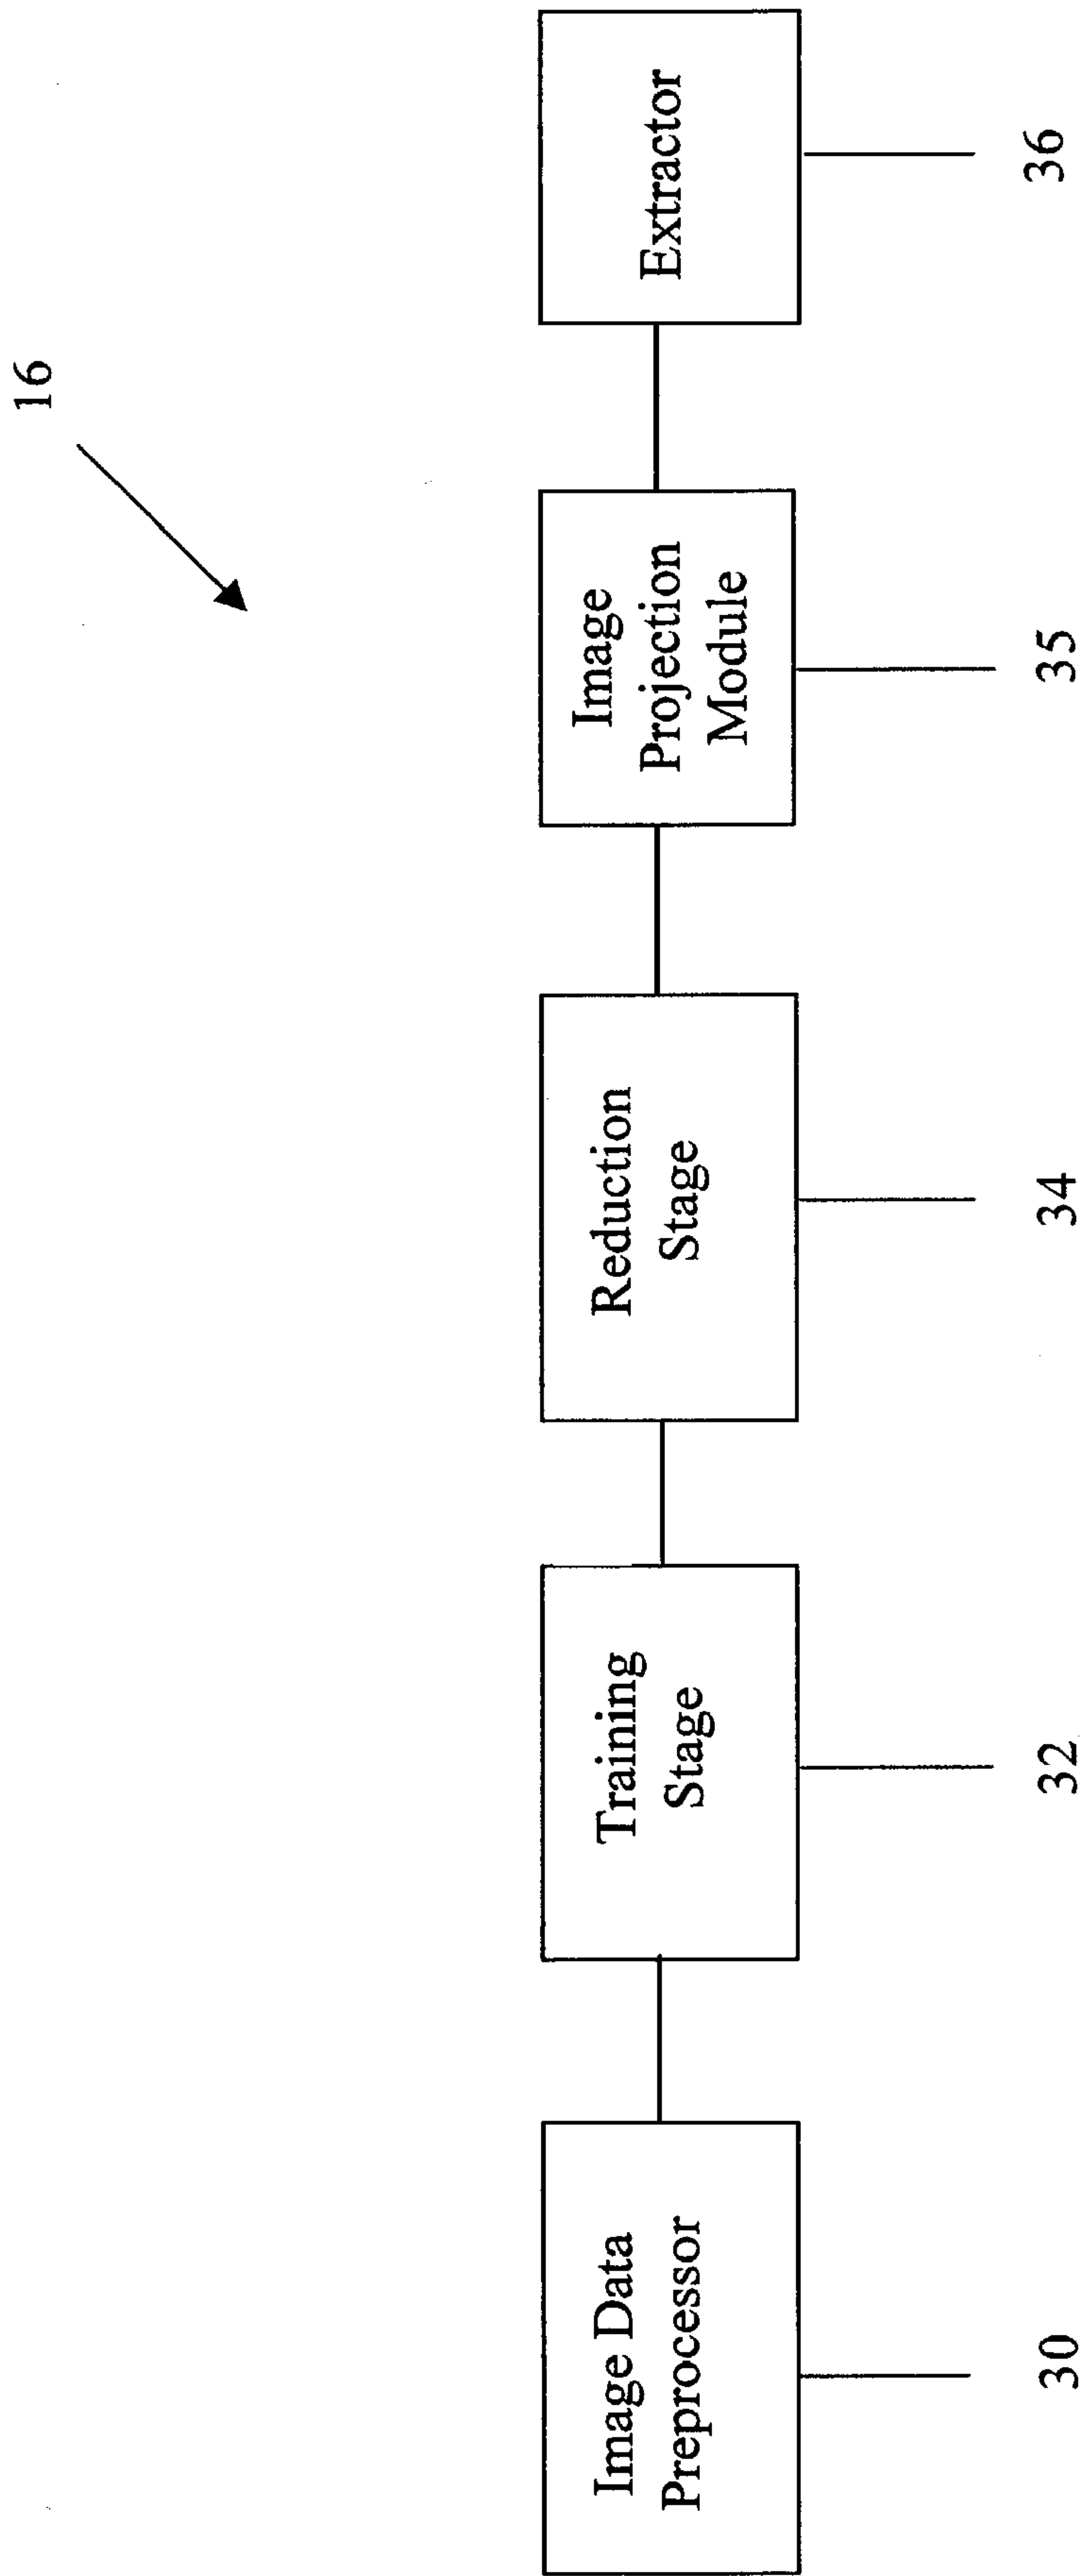 16
Image Data
Preprocessor
Training
Stage
Reduction
Stage
Image
Projection
Module
Extractor
30
32
34
35
36